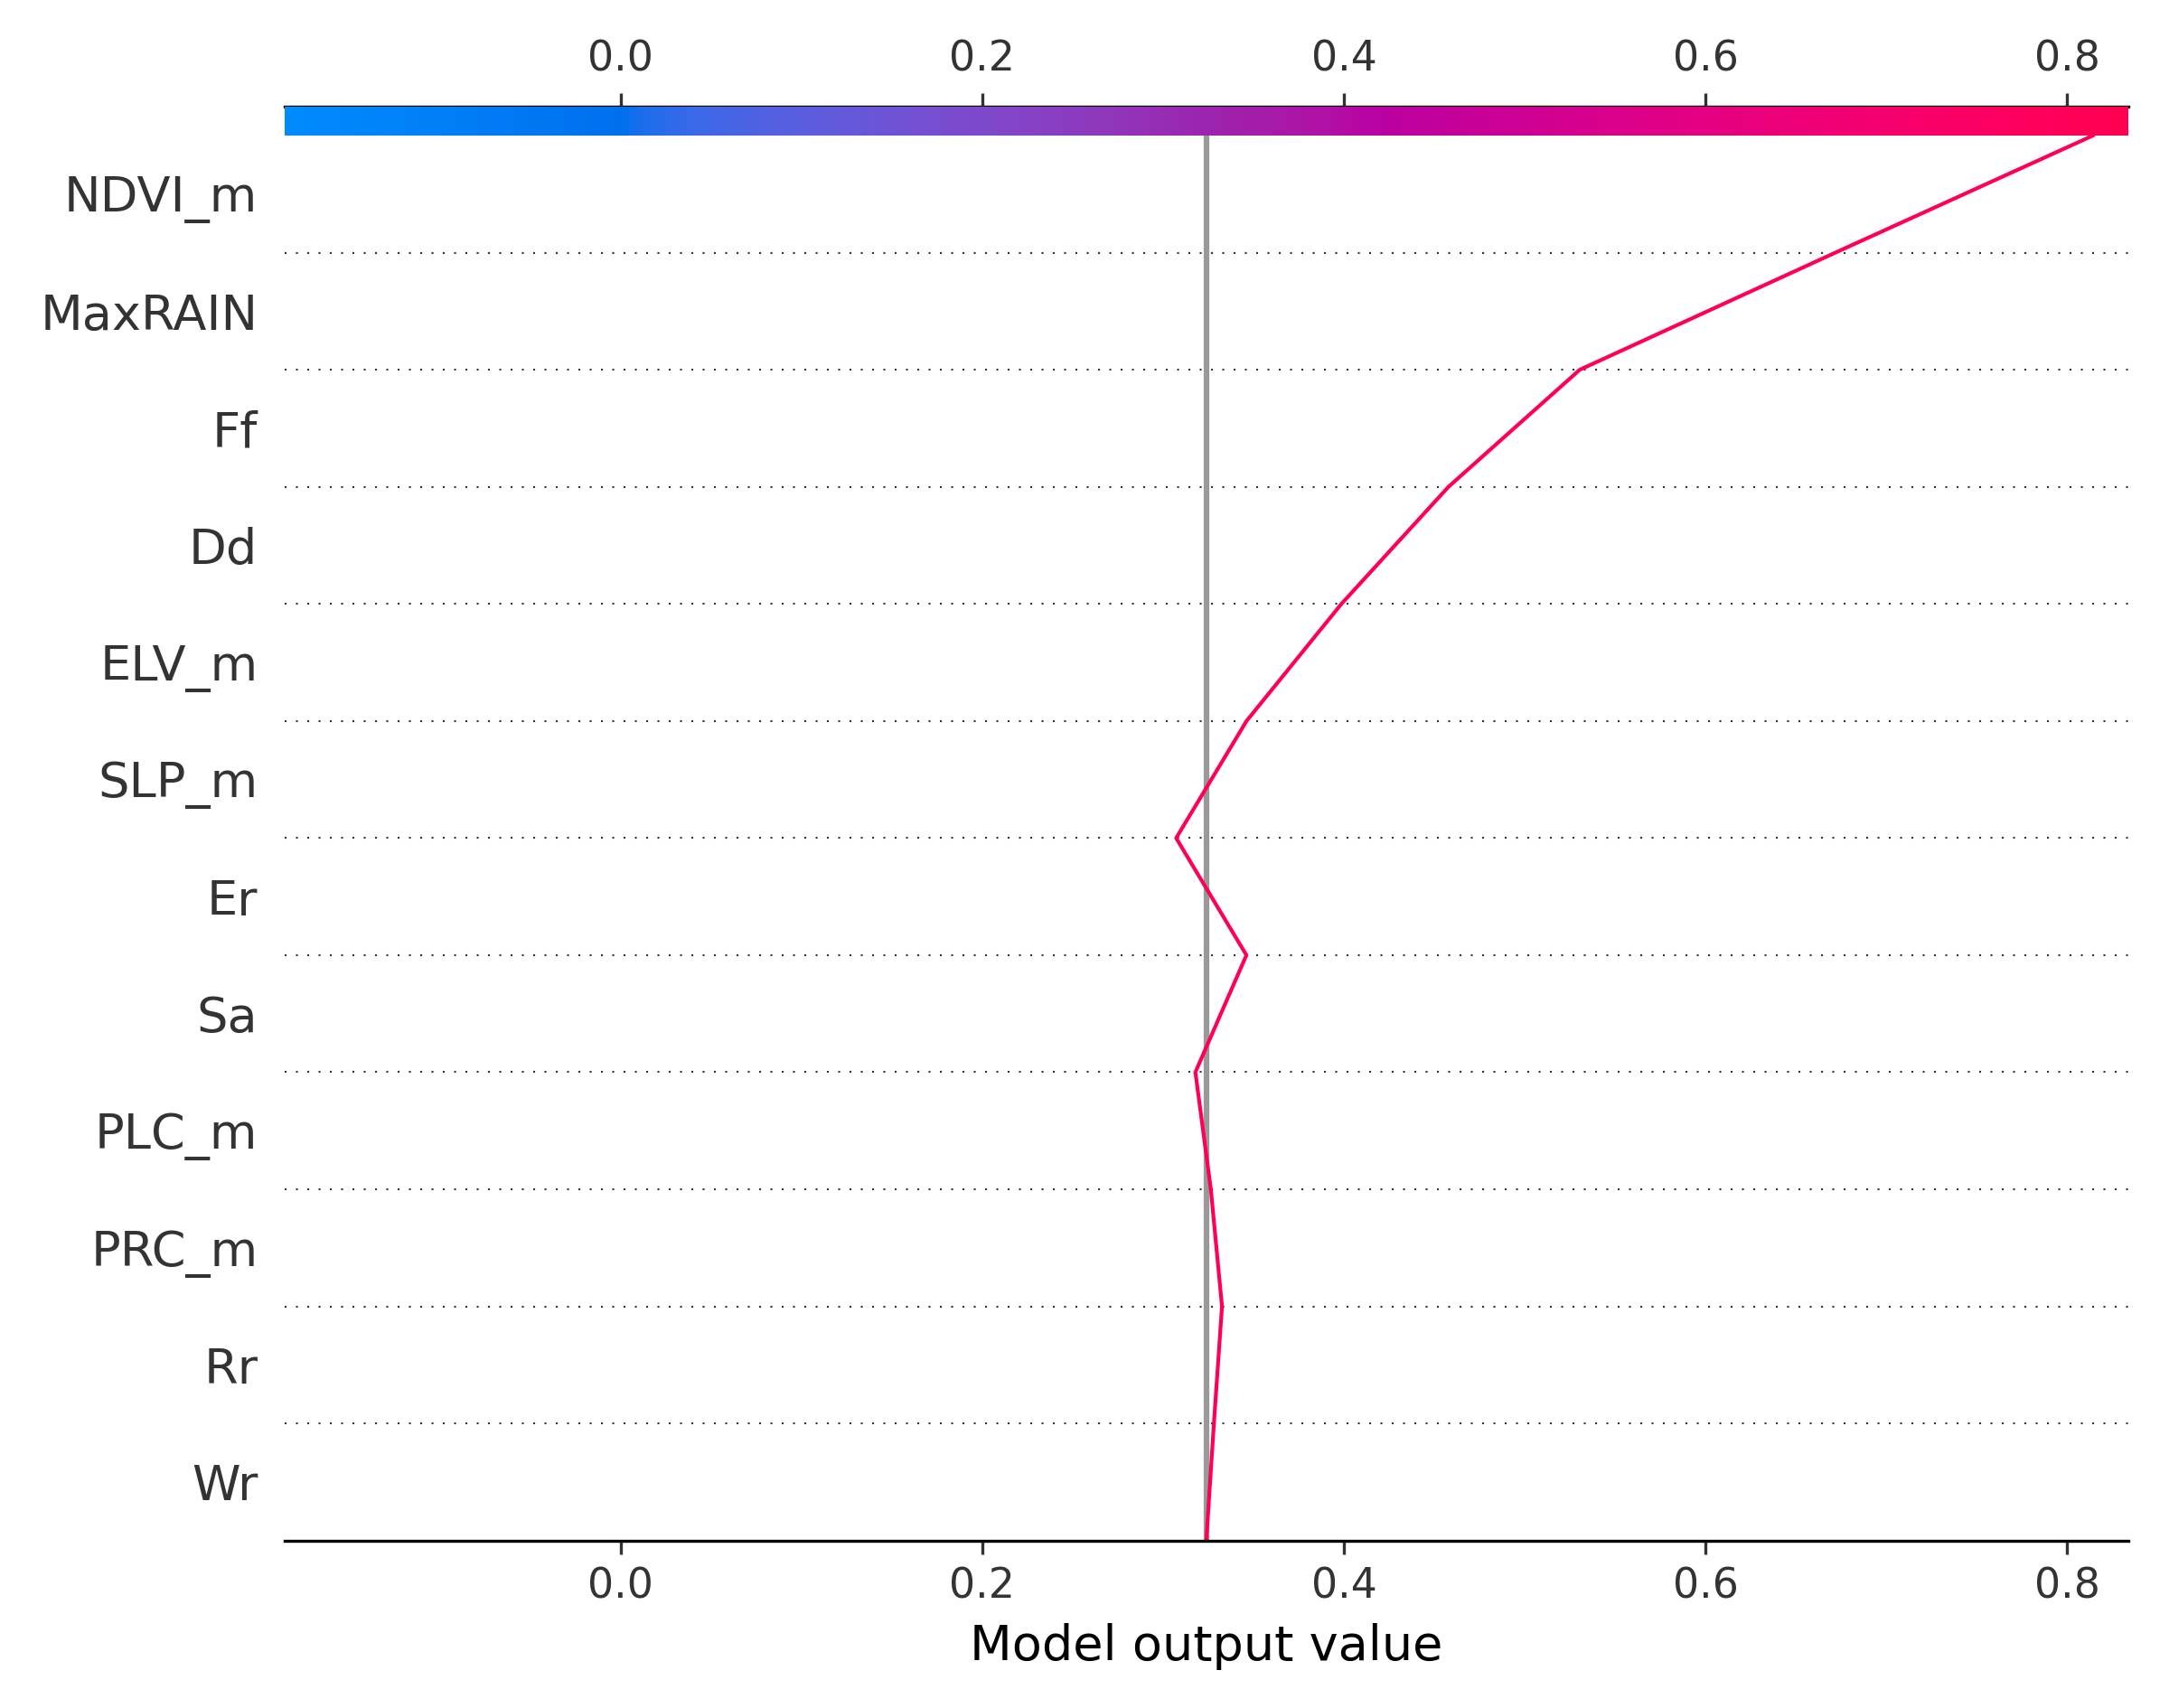 0.0 0.2 0.4 0.6 0.8
NDVI_m
MaxRAIN
Ff
Dd
ELV_m
SLP_m
Er
Sa
PLC_m
PRC_m
Rr
Wr
0.0 0.2 0.4 0.6 0.8
Model output value